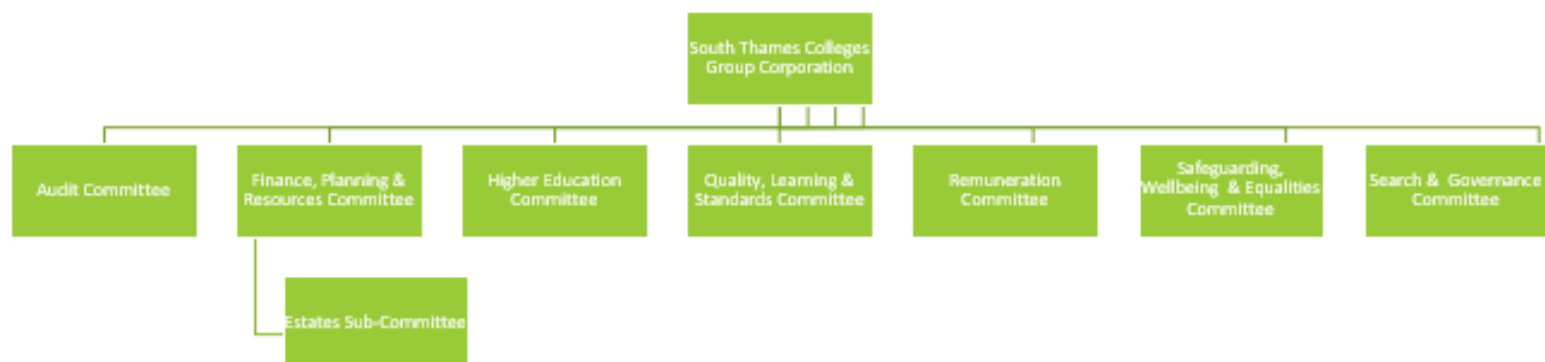 South Thames Colleges
Group Corporation
Audit Committee
Finance, Planning &
Resources Committee
Higher Education
Committee
Quality, Learning &
Standards Committee
Remuneration
Committee
Safeguarding,
Wellbeing & Equalities
Committee
Search & Governance
Committee
Estates Sub-Committee